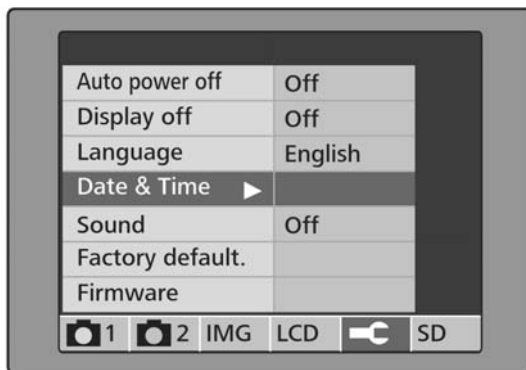 Auto power off Off
Display off Off
Language English
Date & Time
Sound Off
Factory default.
Firmware
1 2 IMG LCD SD